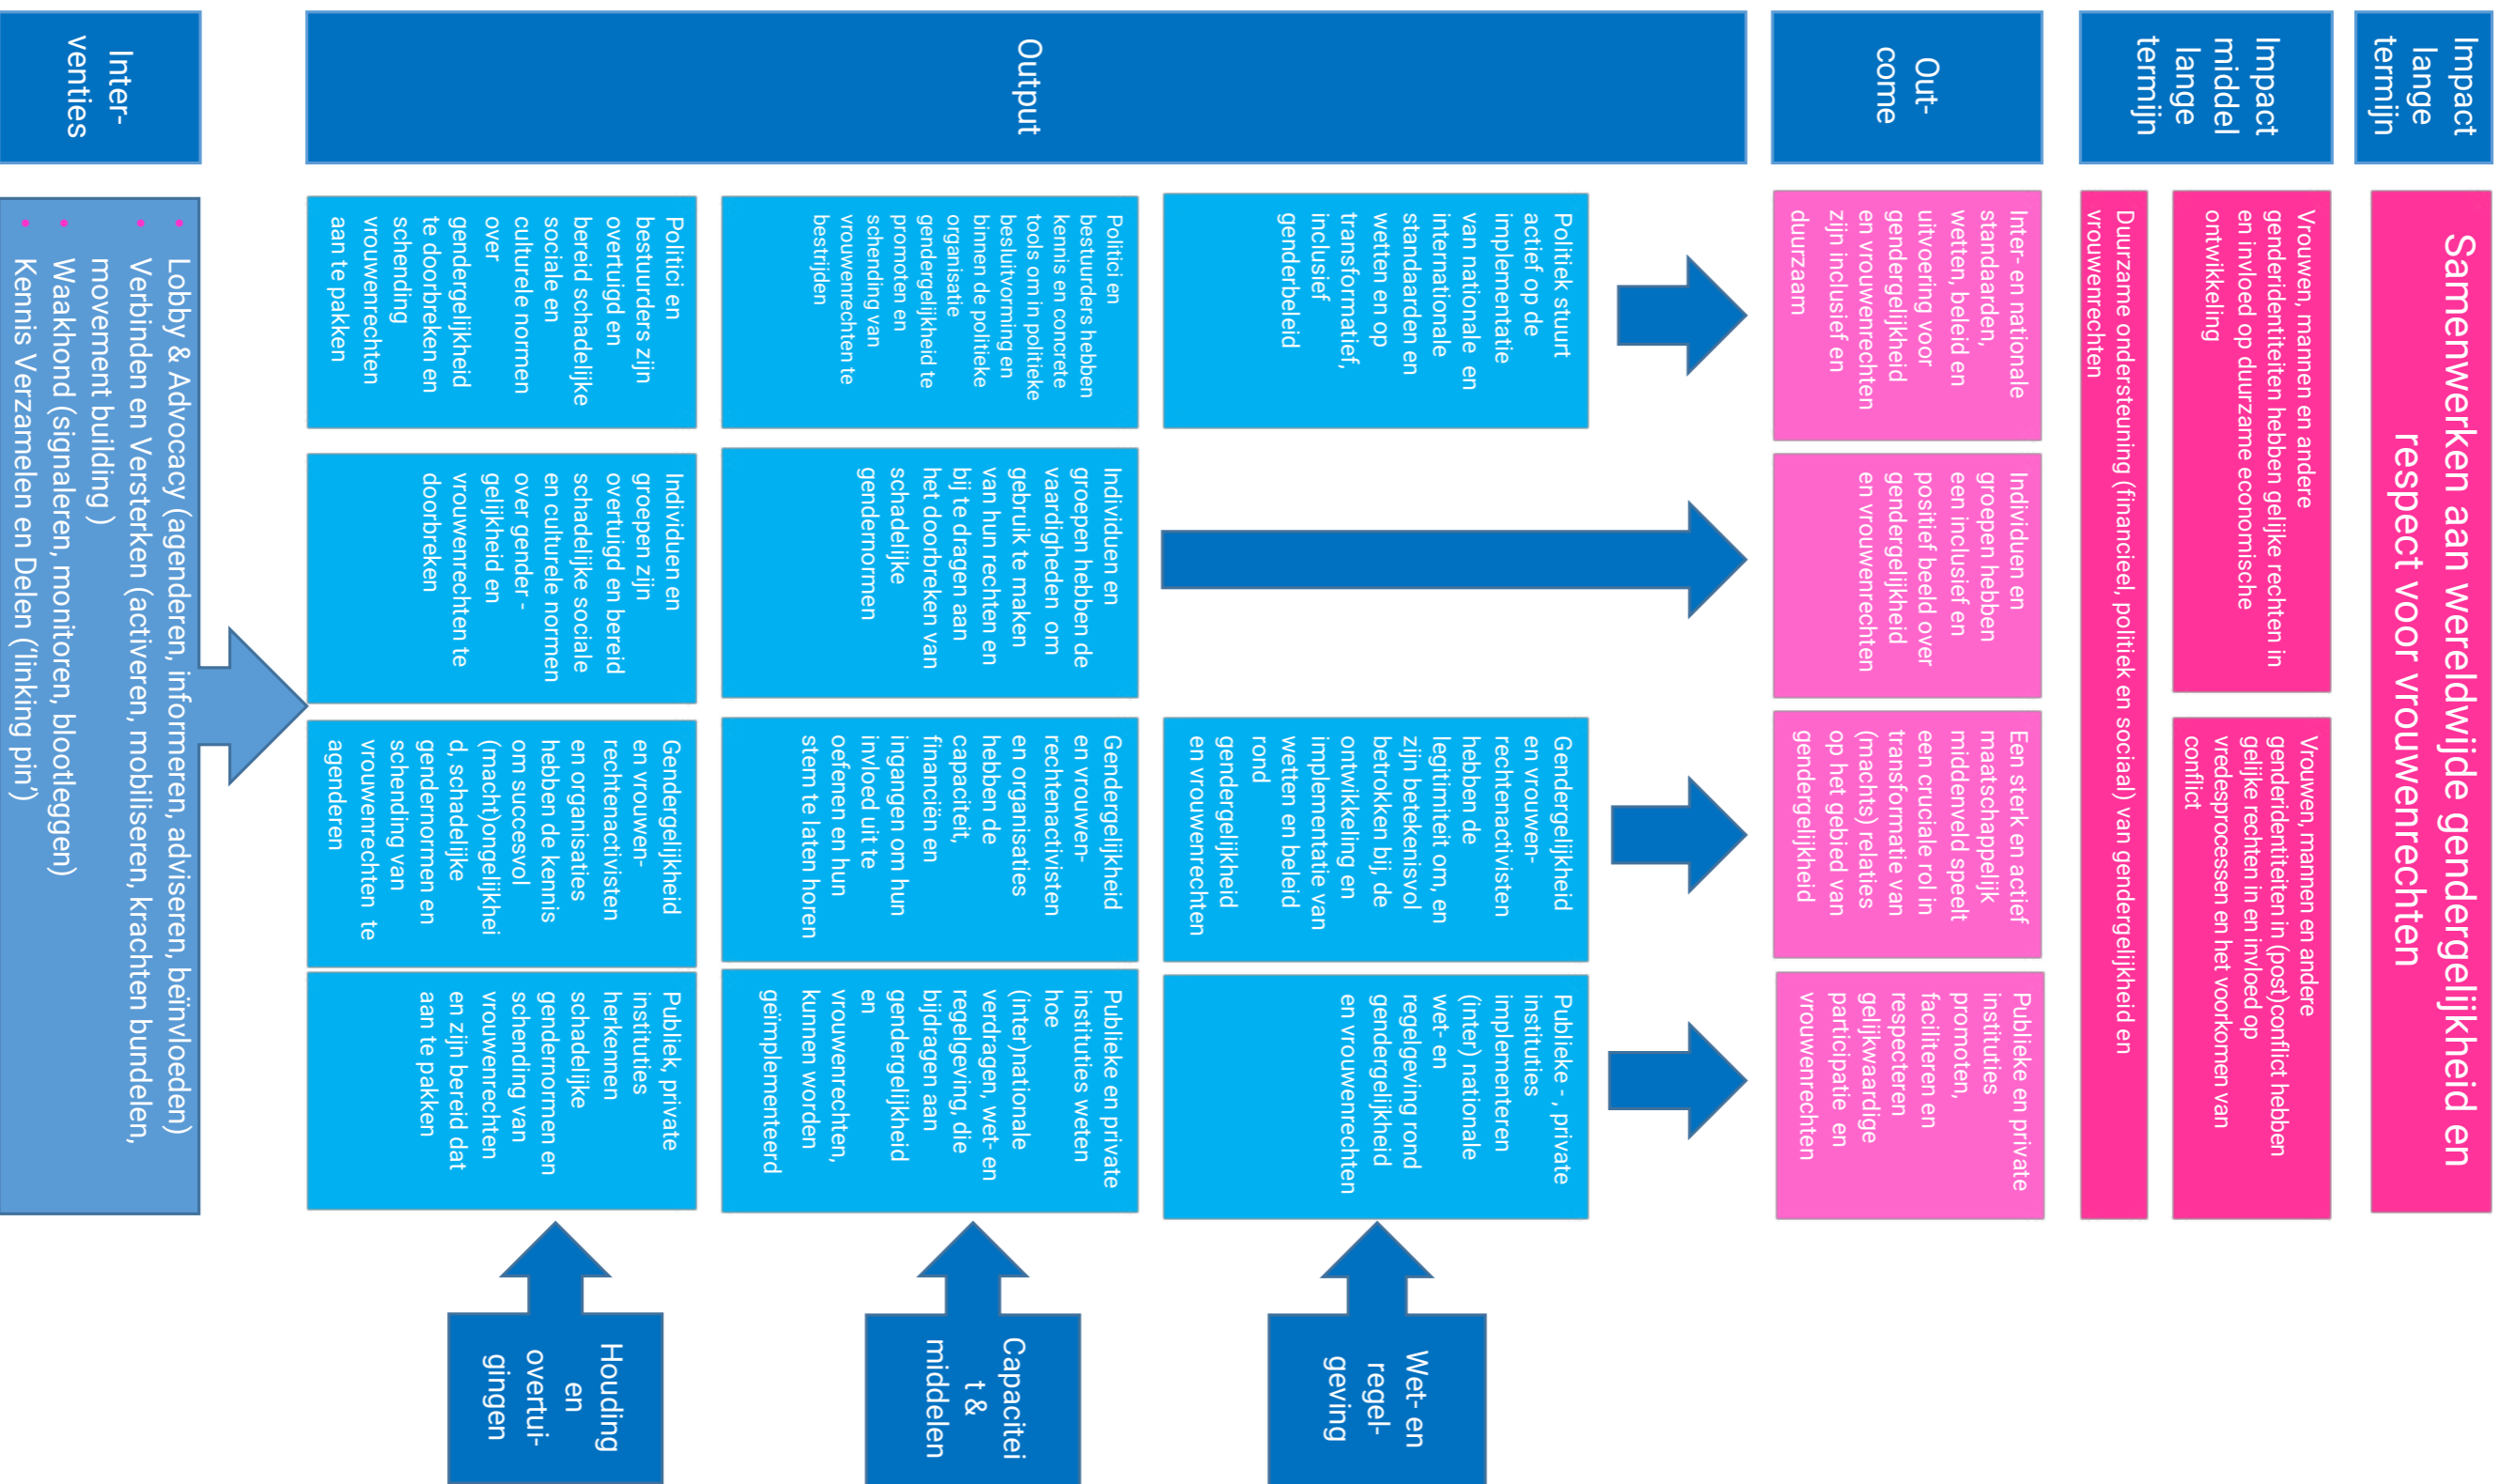 Impact
lange
termijn
Samenwerken aan wereldwijde gendergelijkheid en
respect voor vrouwenrechten
Impact
middel
lange
termijn
Vrouwen, mannen en andere
genderidentiteiten hebben gelijke rechten in
en invloed op duurzame economische
ontwikkeling
Vrouwen, mannen en andere
genderidentiteiten in (post)conflict hebben
gelijke rechten in en invloed op
vredesprocessen en het voorkomen van
conflict
Duurzame ondersteuning (financieel, politiek en sociaal) van gendergelijkheid en
vrouwenrechten
Out-
come
Inter- en nationale
standaarden,
wetten, beleid en
uitvoering voor
gendergelijkheid
en vrouwenrechten
zijn inclusief en
duurzaam
Individuen en
groepen hebben
een inclusief en
positief beeld over
gendergelijkheid
en vrouwenrechten
Een sterk en actief
maatschappelijk
middenveld speelt
een cruciale rol in
transformatie van
(machts) relaties
op het gebied van
gendergelijkheid
Publieke en private
instituties
promoten,
faciliteren en
respecteren
gelijkwaardige
participatie en
vrouwenrechten
Output
Politiek stuurt
actief op de
implementatie
van nationale en
internationale
standaarden en
wetten en op
transformatief,
inclusief
genderbeleid
Gendergelijkheid
en vrouwen-
rechtenactivisten
hebben de
legitimiteit om, en
zijn betekenisvol
betrokken bij, de
ontwikkeling en
implementatie van
wetten en beleid
rond
gendergelijkheid
en vrouwenrechten
Publieke - , private
instituties
implementeren
(inter) nationale
wet- en
regelgeving rond
gendergelijkheid
en vrouwenrechten
Wet- en
regel-
geving
Politici en
bestuurders hebben
kennis en concrete
tools om in politieke
besluitvorming en
binnen de politieke
organisatie
gendergelijkheid te
promoten en
schending van
vrouwenrechten te
bestrijden
Individuen en
groepen hebben de
vaardigheden om
gebruik te maken
van hun rechten en
bij te dragen aan
het doorbreken van
schadelijke
gendernormen
Gendergelijkheid
en vrouwen-
rechtenactivisten
en organisaties
hebben de
capaciteit,
financiën en
ingangen om hun
invloed uit te
oefenen en hun
stem te laten horen
Publieke en private
instituties weten
hoe
(inter)nationale
verdragen, wet- en
regelgeving, die
bijdragen aan
gendergelijkheid
en
vrouwenrechten,
kunnen worden
geïmplementeerd
Capacitei
t &
middelen
Politici en
bestuurders zijn
overtuigd en
bereid schadelijke
sociale en
culturele normen
over
gendergelijkheid
te doorbreken en
schending
vrouwenrechten
aan te pakken
Individuen en
groepen zijn
overtuigd en bereid
schadelijke sociale
en culturele normen
over gender -
gelijkheid en
vrouwenrechten te
doorbreken
Gendergelijkheid
en vrouwen-
rechtenactivisten
en organisaties
hebben de kennis
om succesvol
(macht)ongelijkhei
d, schadelijke
gendernormen en
schending van
vrouwenrechten te
agenderen
Publiek, private
instituties
herkennen
schadelijke
gendernormen en
schending van
vrouwenrechten
en zijn bereid dat
aan te pakken
Houding
en
overtui-
gingen
Inter-
venties
• Lobby & Advocacy (agenderen, informeren, adviseren, beïnvloeden)
• Verbinden en Versterken (activeren, mobiliseren, krachten bundelen,
movement building )
• Waakhond (signaleren, monitoren, blootleggen)
• Kennis Verzamelen en Delen ('linking pin')